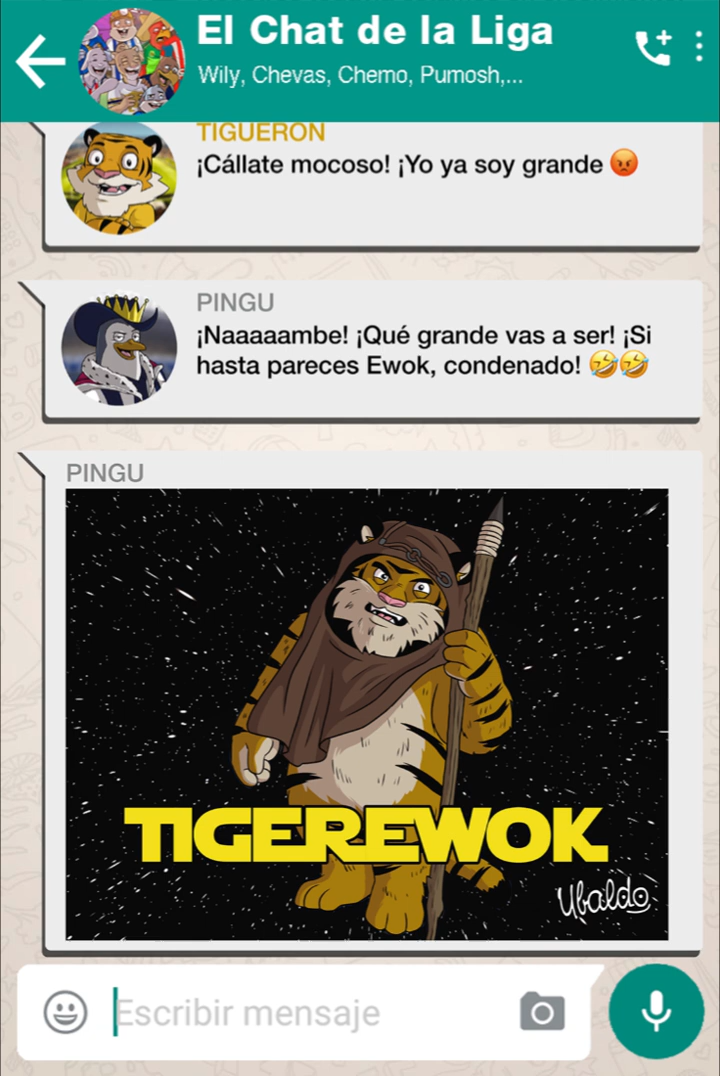 El Chat de la Liga
Wily, Chevas, Chemo, Pumosh,...
TIGUERON
¡Cállate mocoso! ¡Yo ya soy grande 😡
PINGU
¡Naaaaambe! ¡Qué grande vas a ser! ¡Si
hasta pareces Ewok, condenado! 🤣🤣
PINGU
TIGEREWOK
Ubaldo
Escribir mensaje